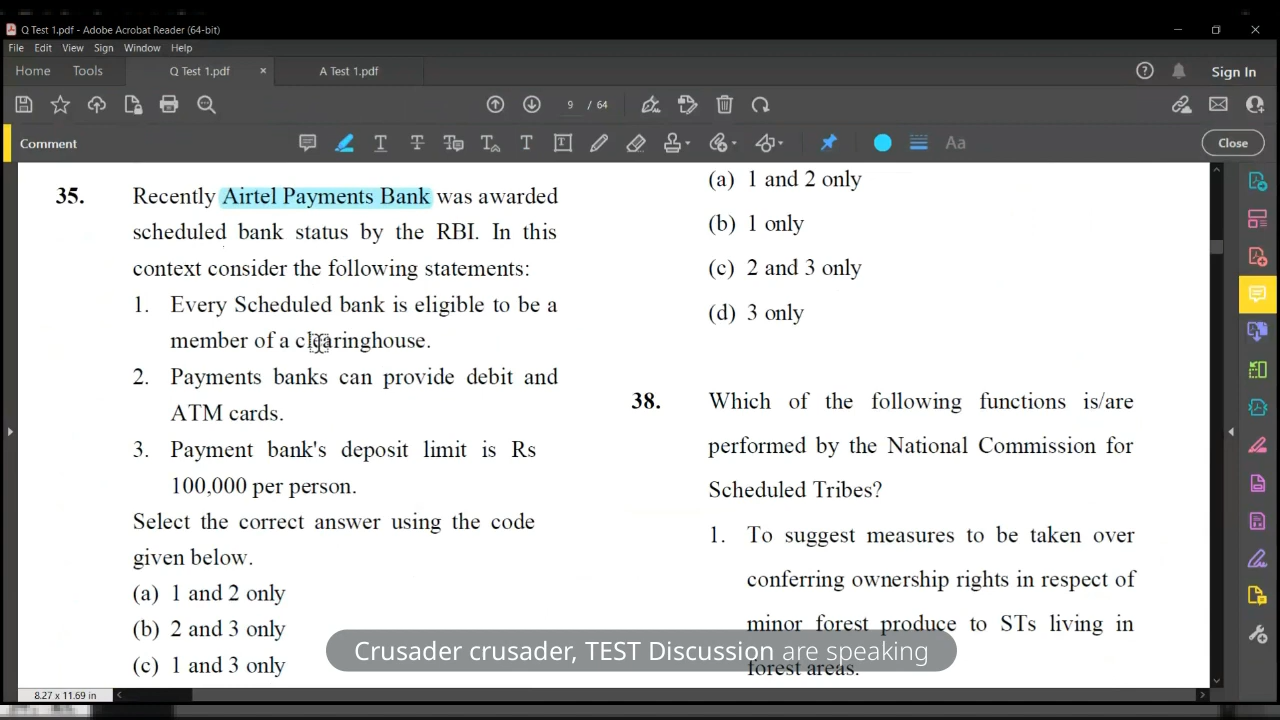 Q Test 1.pdf - Adobe Acrobat Reader (64-bit)
File Edit View Sign Window Help
Home Tools Q Test 1.pdf × A Test 1.pdf Sign In
9 / 64
Comment Close
35. Recently Airtel Payments Bank was awarded
scheduled bank status by the RBI. In this
context consider the following statements:
1. Every Scheduled bank is eligible to be a
member of a clearinghouse.
2. Payments banks can provide debit and
ATM cards.
3. Payment bank's deposit limit is Rs
100,000 per person.
Select the correct answer using the code
given below.
(a) 1 and 2 only
(b) 2 and 3 only
(c) 1 and 3 only
(a) 1 and 2 only
(b) 1 only
(c) 2 and 3 only
(d) 3 only
38. Which of the following functions is/are
performed by the National Commission for
Scheduled Tribes?
1. To suggest measures to be taken over
conferring ownership rights in respect of
minor forest produce to STs living in
forest areas.
Crusader crusader, TEST Discussion are speaking
8.27 x 11.69 in